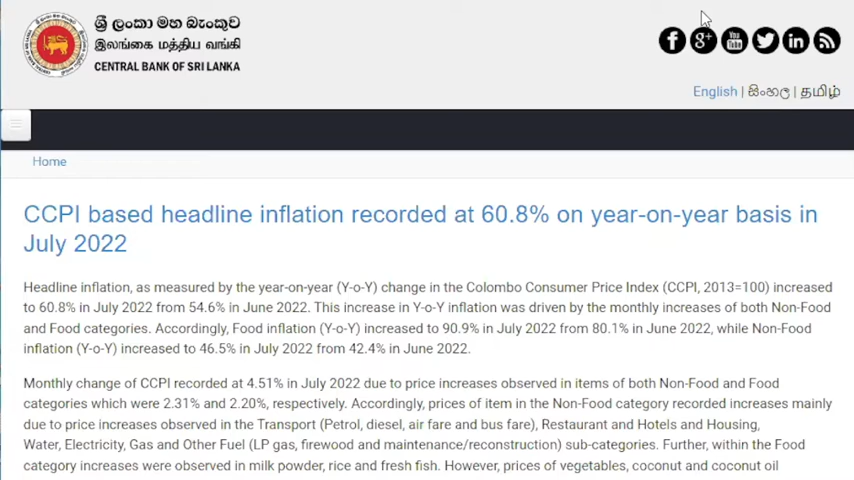 ශ්‍රී ලංකා මහ බැංකුව
இலங்கை மத்திய வங்கி
CENTRAL BANK OF SRI LANKA
You Tube
English | සිංහල | தமிழ்
Home
CCPI based headline inflation recorded at 60.8% on year-on-year basis in
July 2022
Headline inflation, as measured by the year-on-year (Y-o-Y) change in the Colombo Consumer Price Index (CCPI, 2013=100) increased
to 60.8% in July 2022 from 54.6% in June 2022. This increase in Y-o-Y inflation was driven by the monthly increases of both Non-Food
and Food categories. Accordingly, Food inflation (Y-o-Y) increased to 90.9% in July 2022 from 80.1% in June 2022, while Non-Food
inflation (Y-o-Y) increased to 46.5% in July 2022 from 42.4% in June 2022.
Monthly change of CCPI recorded at 4.51% in July 2022 due to price increases observed in items of both Non-Food and Food
categories which were 2.31% and 2.20%, respectively. Accordingly, prices of item in the Non-Food category recorded increases mainly
due to price increases observed in the Transport (Petrol, diesel, air fare and bus fare), Restaurant and Hotels and Housing,
Water, Electricity, Gas and Other Fuel (LP gas, firewood and maintenance/reconstruction) sub-categories. Further, within the Food
category increases were observed in milk powder, rice and fresh fish. However, prices of vegetables, coconut and coconut oil